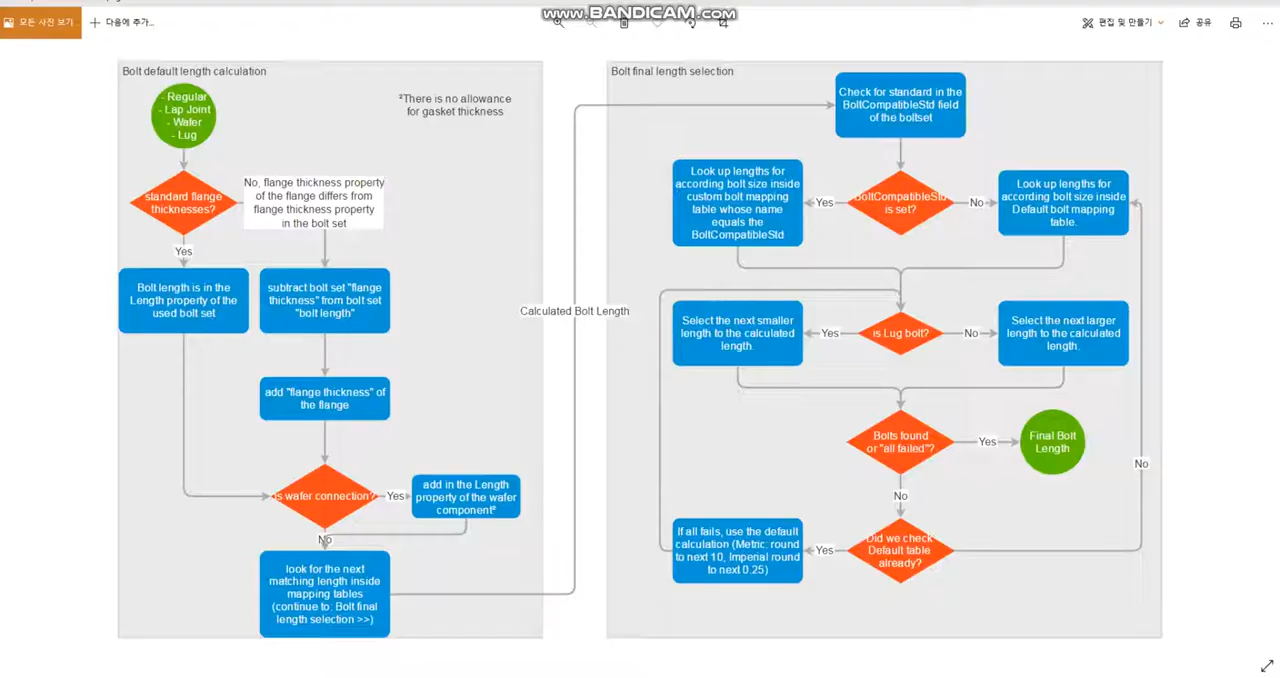 www.BANDICAM.com
모든 사진 보기
다음에 추가...
편집 및 만들기
공유
Bolt default length calculation
- Regular
- Lap Joint
- Wafer
- Lug
²There is no allowance
for gasket thickness
standard flange
thicknesses?
No, flange thickness property
of the flange differs from
flange thickness property
in the bolt set
Yes
Bolt length is in the
Length property of the
used bolt set
subtract bolt set "flange
thickness" from bolt set
"bolt length"
add "flange thickness" of
the flange
is wafer connection?
Yes
add in the Length
property of the wafer
component²
No
look for the next
matching length inside
mapping tables
(continue to: Bolt final
length selection >>)
Calculated Bolt Length
Bolt final length selection
Check for standard in the
BoltCompatibleStd field
of the boltset
BoltCompatibleStd
is set?
Yes
Look up lengths for
according bolt size inside
custom bolt mapping
table whose name
equals the
BoltCompatibleStd
No
Look up lengths for
according bolt size inside
Default bolt mapping
table.
is Lug bolt?
Yes
Select the next smaller
length to the calculated
length.
No
Select the next larger
length to the calculated
length.
Bolts found
or "all failed"?
Yes
Final Bolt
Length
No
Did we check
Default table
already?
Yes
If all fails, use the default
calculation (Metric: round
to next 10, Imperial round
to next 0.25)
No